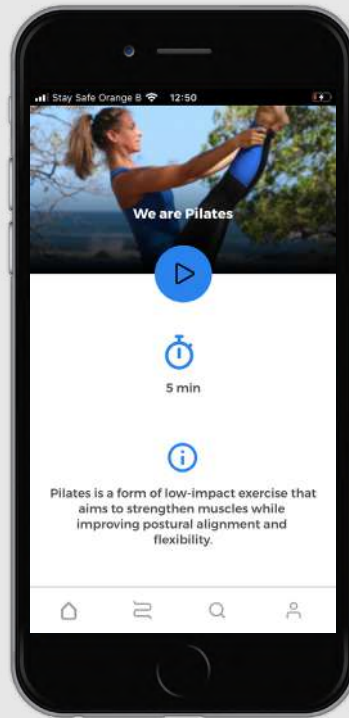 Stay Safe Orange B 12:50
We are Pilates
5 min
Pilates is a form of low-impact exercise that
aims to strengthen muscles while
improving postural alignment and
flexibility.